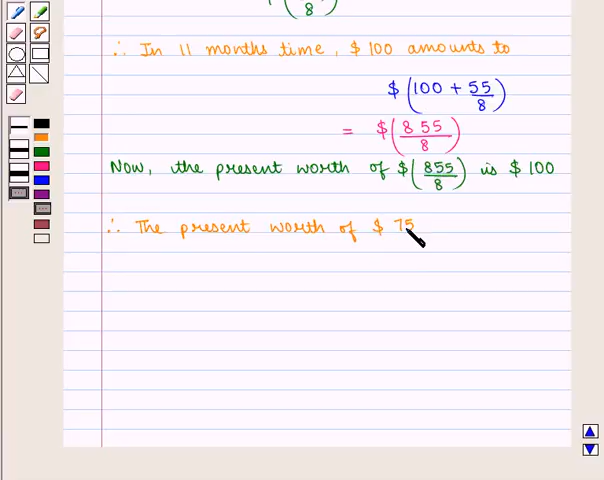 8
∴ In 11 months time, $ 100 amounts to
$ (100 + 55/8)
= $ (855/8)
Now, the present worth of $ (855/8) is $ 100
∴ The present worth of $ 75